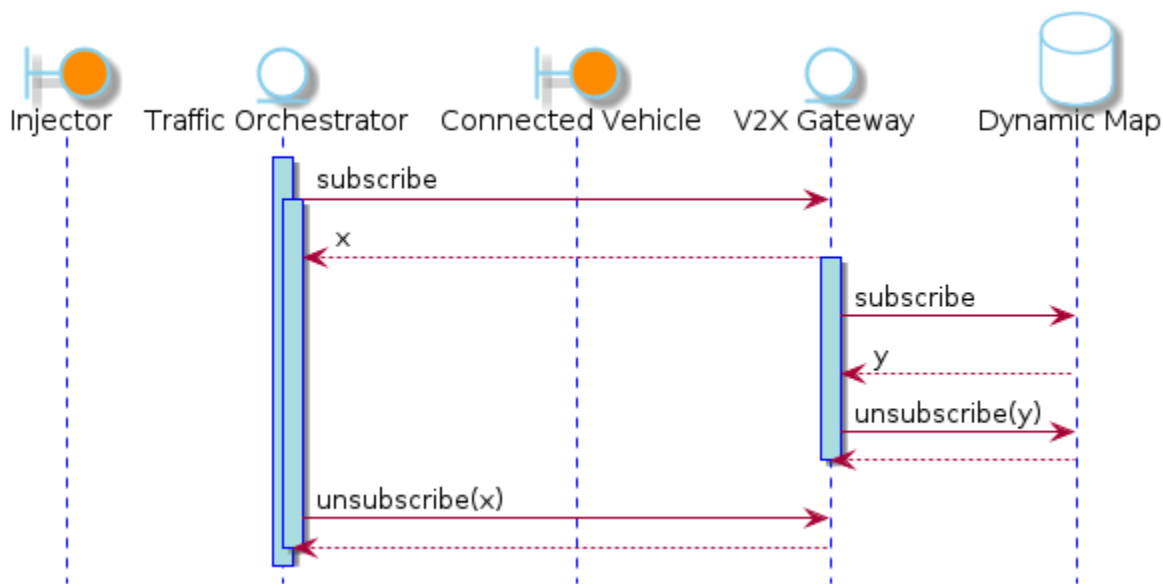 Injector
Traffic Orchestrator
Connected Vehicle
V2X Gateway
Dynamic Map
subscribe
x
subscribe
y
unsubscribe(y)
unsubscribe(x)